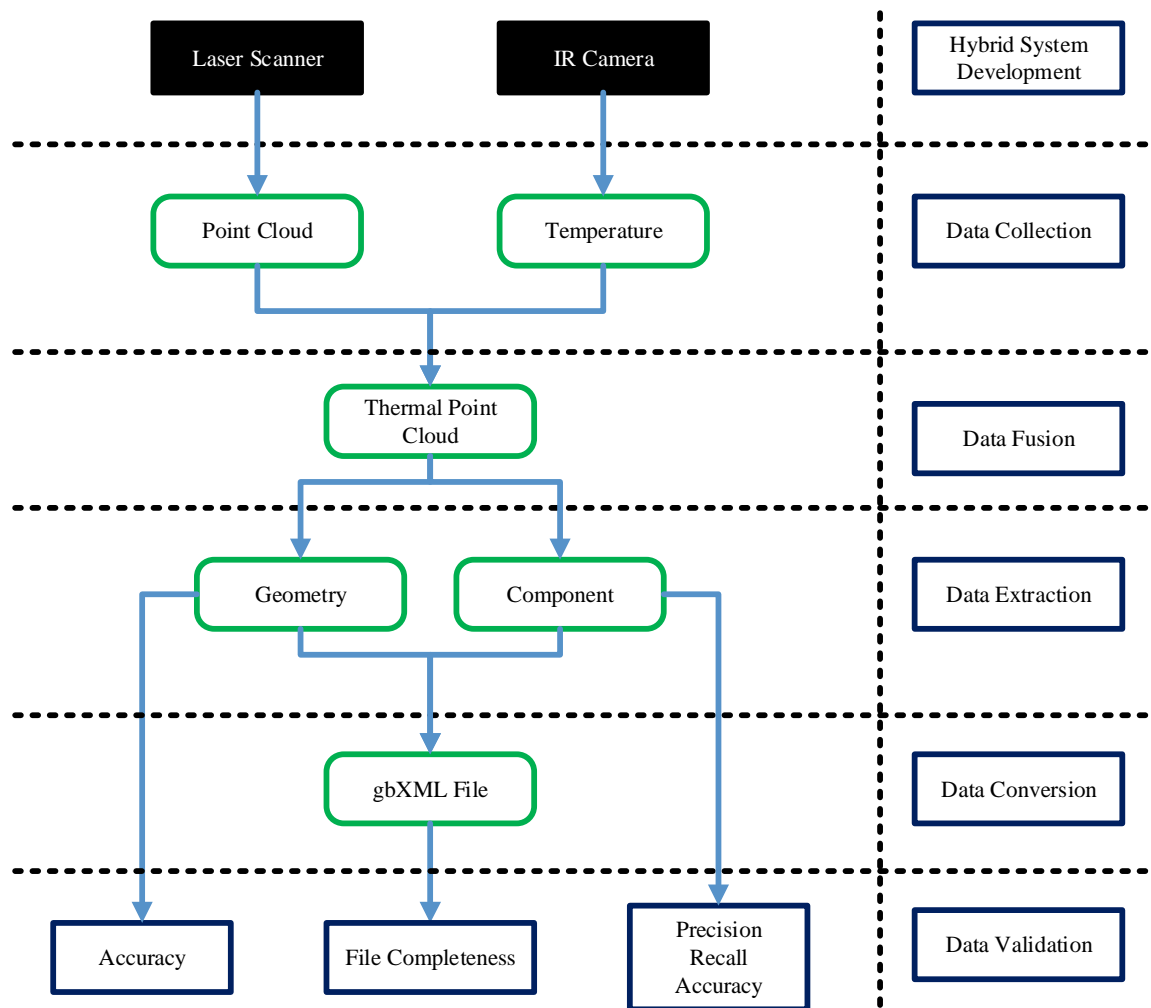 Laser Scanner
IR Camera
Hybrid System
Development
Point Cloud
Temperature
Data Collection
Thermal Point
Cloud
Data Fusion
Geometry
Component
Data Extraction
gbXML File
Data Conversion
Accuracy
File Completeness
Precision
Recall
Accuracy
Data Validation